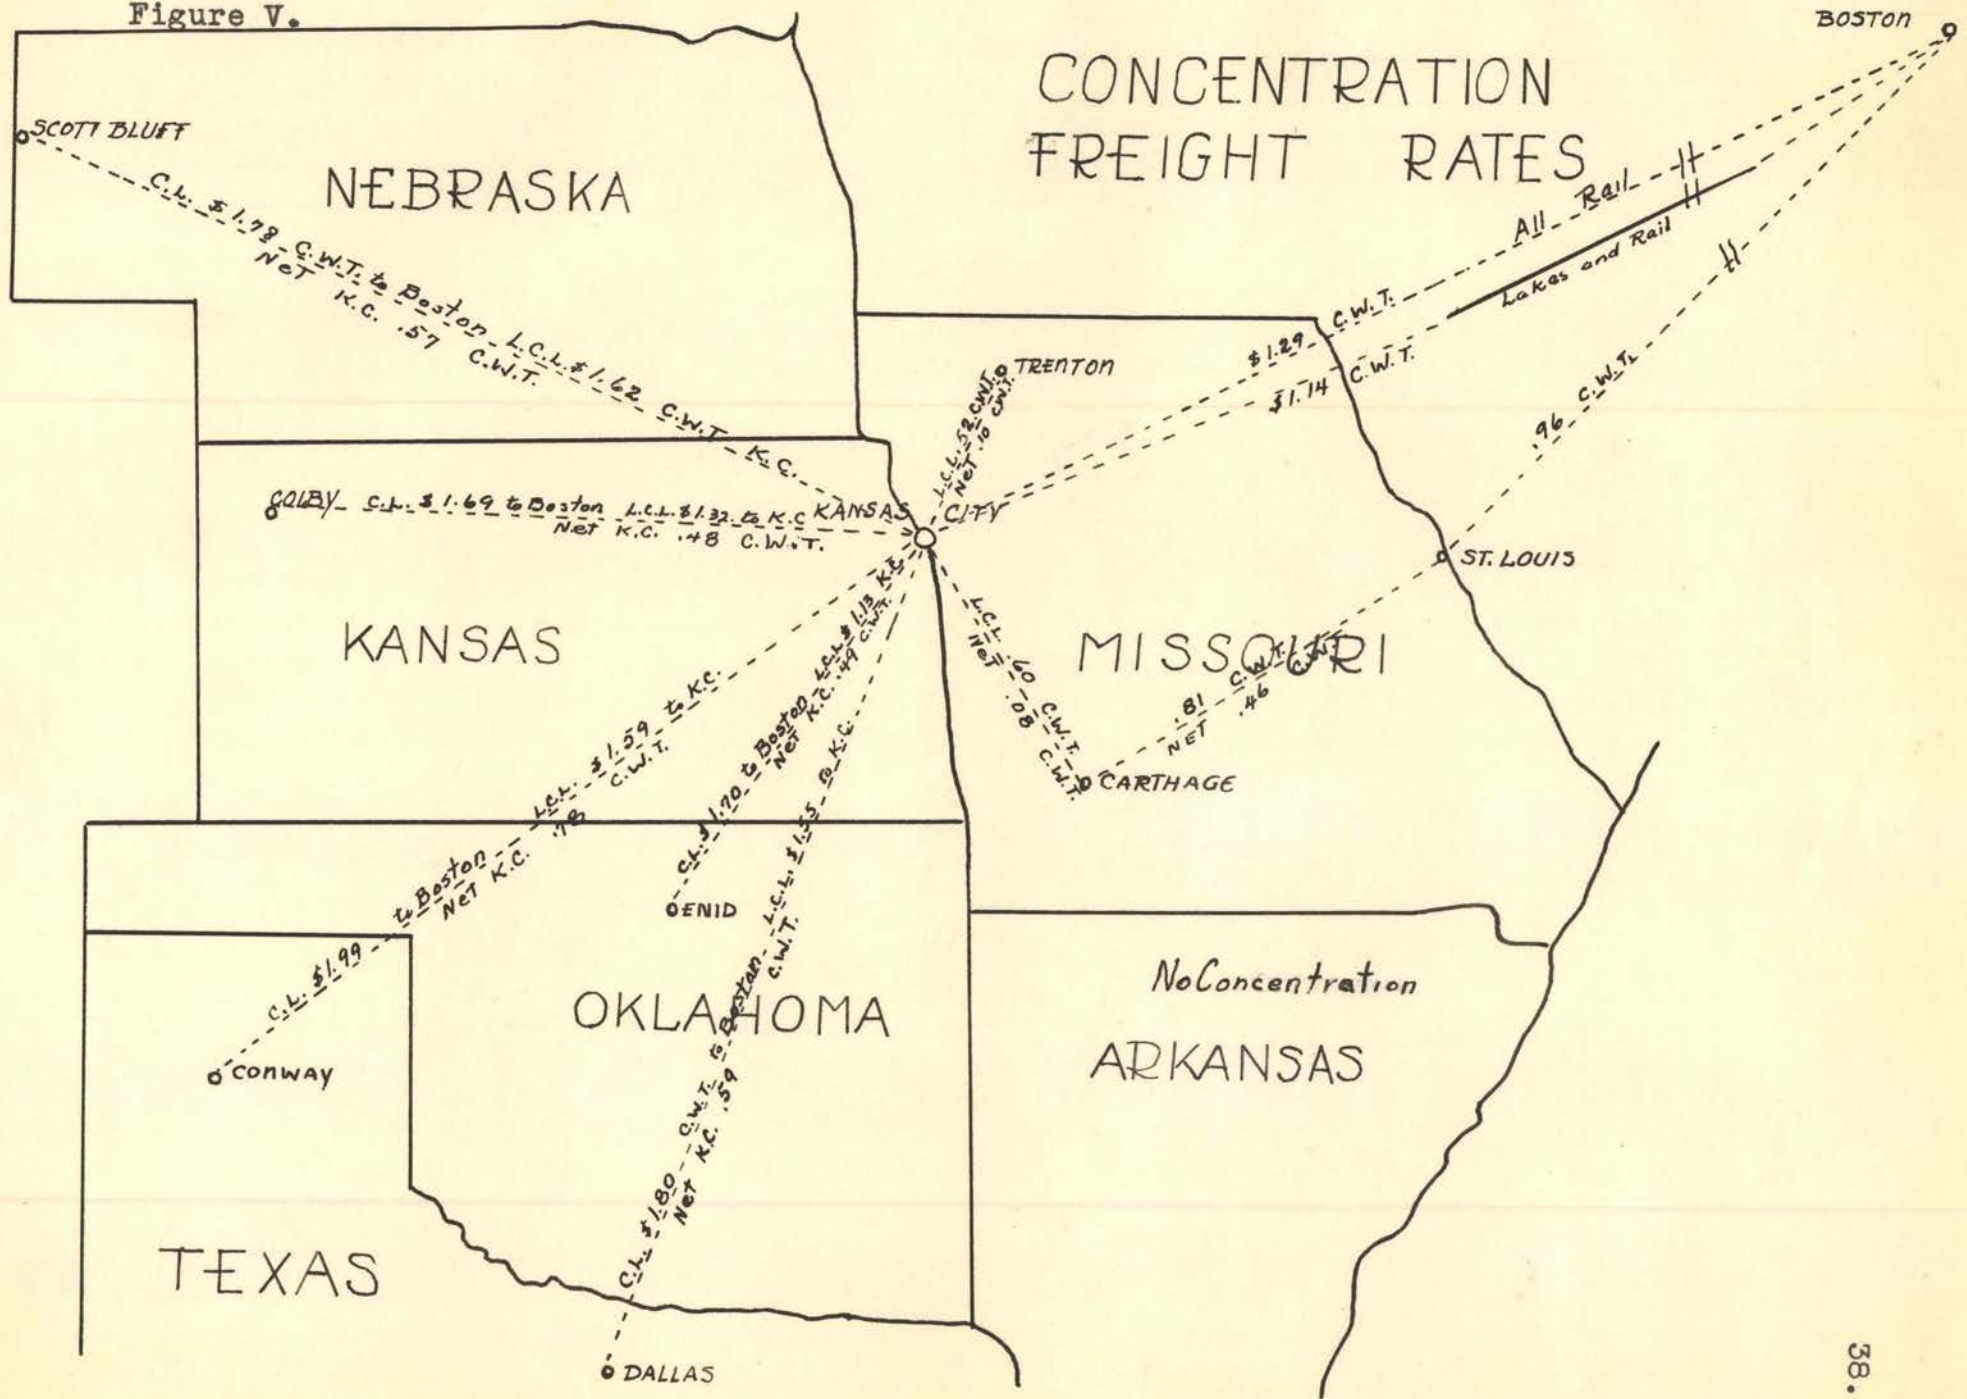 Figure V.
BOSTON
CONCENTRATION
FREIGHT RATES
SCOTT BLUFF
NEBRASKA
C.L. $1.78 C.W.T. to Boston L.C.L. $1.62 C.W.T. K.C.
Net K.C. .57 C.W.T.
All Rail
Lakes and Rail
$1.29 C.W.T.
$1.14 C.W.T.
.96 C.W.T.
TRENTON
L.C.L. .52 CWT.
Net .10 CWT.
COLBY C.L. $1.69 to Boston L.C.L. $1.32 to K.C
Net K.C. .48 C.W.T.
KANSAS CITY
ST. LOUIS
KANSAS
MISSOURI
L.C.L. .60 C.W.T.
Net .08 C.W.T.
.81 C.W.T.
NET .46 C.W.T.
CARTHAGE
C.L. $1.99 to Boston L.C.L. $1.59 to K.C.
Net K.C. .78 C.W.T.
CONWAY
C.L. $1.70 to Boston L.C.L. $1.13 K.C.
Net K.C. .49 C.W.T.
ENID
C.L. $1.80 C.W.T. to Boston L.C.L. $1.55 to K.C.
Net K.C. .59 C.W.T.
OKLAHOMA
No Concentration
ARKANSAS
TEXAS
DALLAS
38.